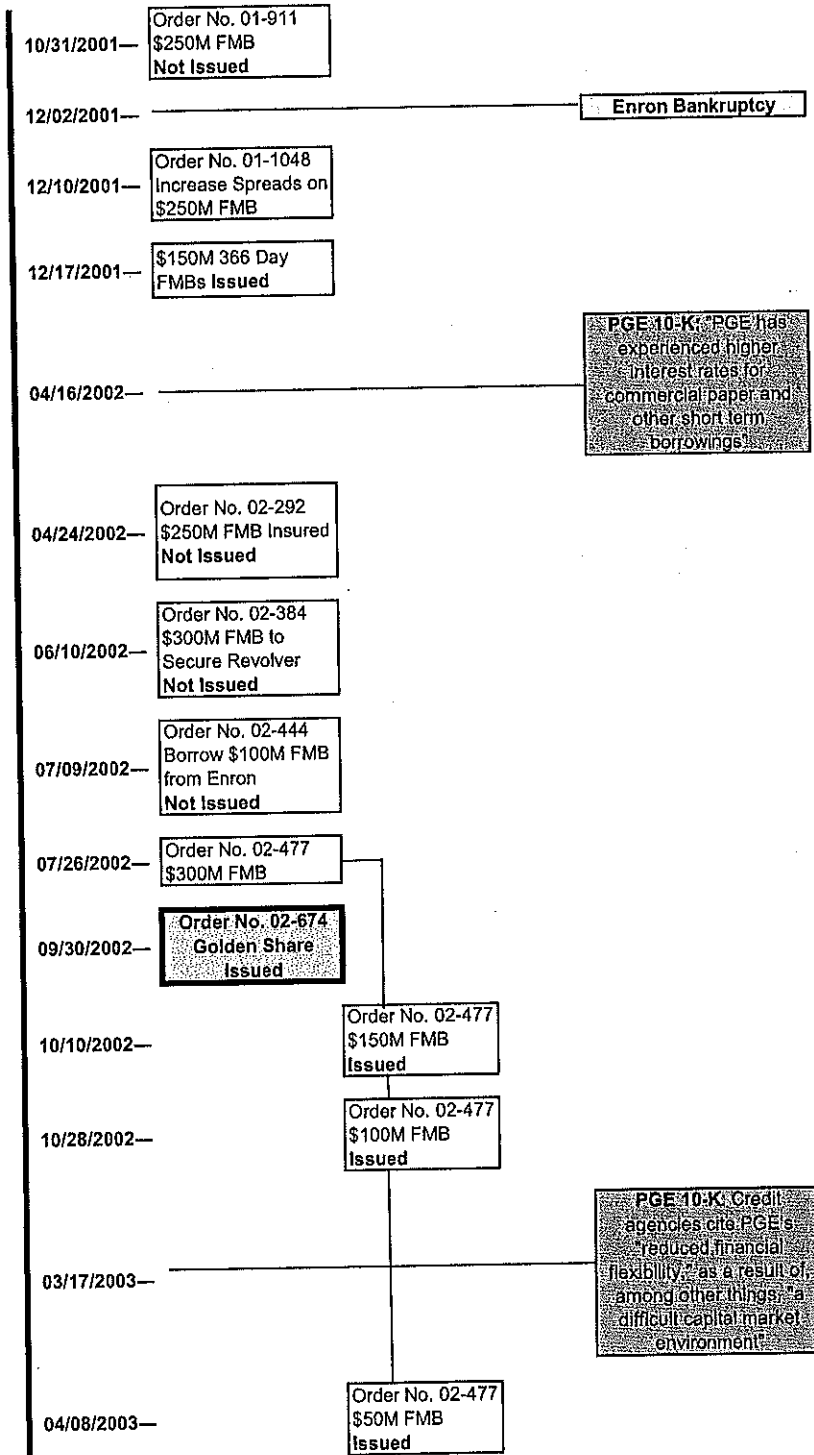 10/31/2001—
Order No. 01-911
$250M FMB
Not Issued
12/02/2001—
Enron Bankruptcy
12/10/2001—
Order No. 01-1048
Increase Spreads on
$250M FMB
12/17/2001—
$150M 366 Day
FMBs Issued
04/16/2002—
PGE 10-K: "PGE has
experienced higher
interest rates for
commercial paper and
other short term
borrowings"
04/24/2002—
Order No. 02-292
$250M FMB Insured
Not Issued
06/10/2002—
Order No. 02-384
$300M FMB to
Secure Revolver
Not Issued
07/09/2002—
Order No. 02-444
Borrow $100M FMB
from Enron
Not Issued
07/26/2002—
Order No. 02-477
$300M FMB
09/30/2002—
Order No. 02-674
Golden Share
Issued
10/10/2002—
Order No. 02-477
$150M FMB
Issued
10/28/2002—
Order No. 02-477
$100M FMB
Issued
03/17/2003—
PGE 10-K. Credit
agencies cite PGE's
"reduced financial
flexibility," as a result of,
among other things, "a
difficult capital market
environment"
04/08/2003—
Order No. 02-477
$50M FMB
Issued